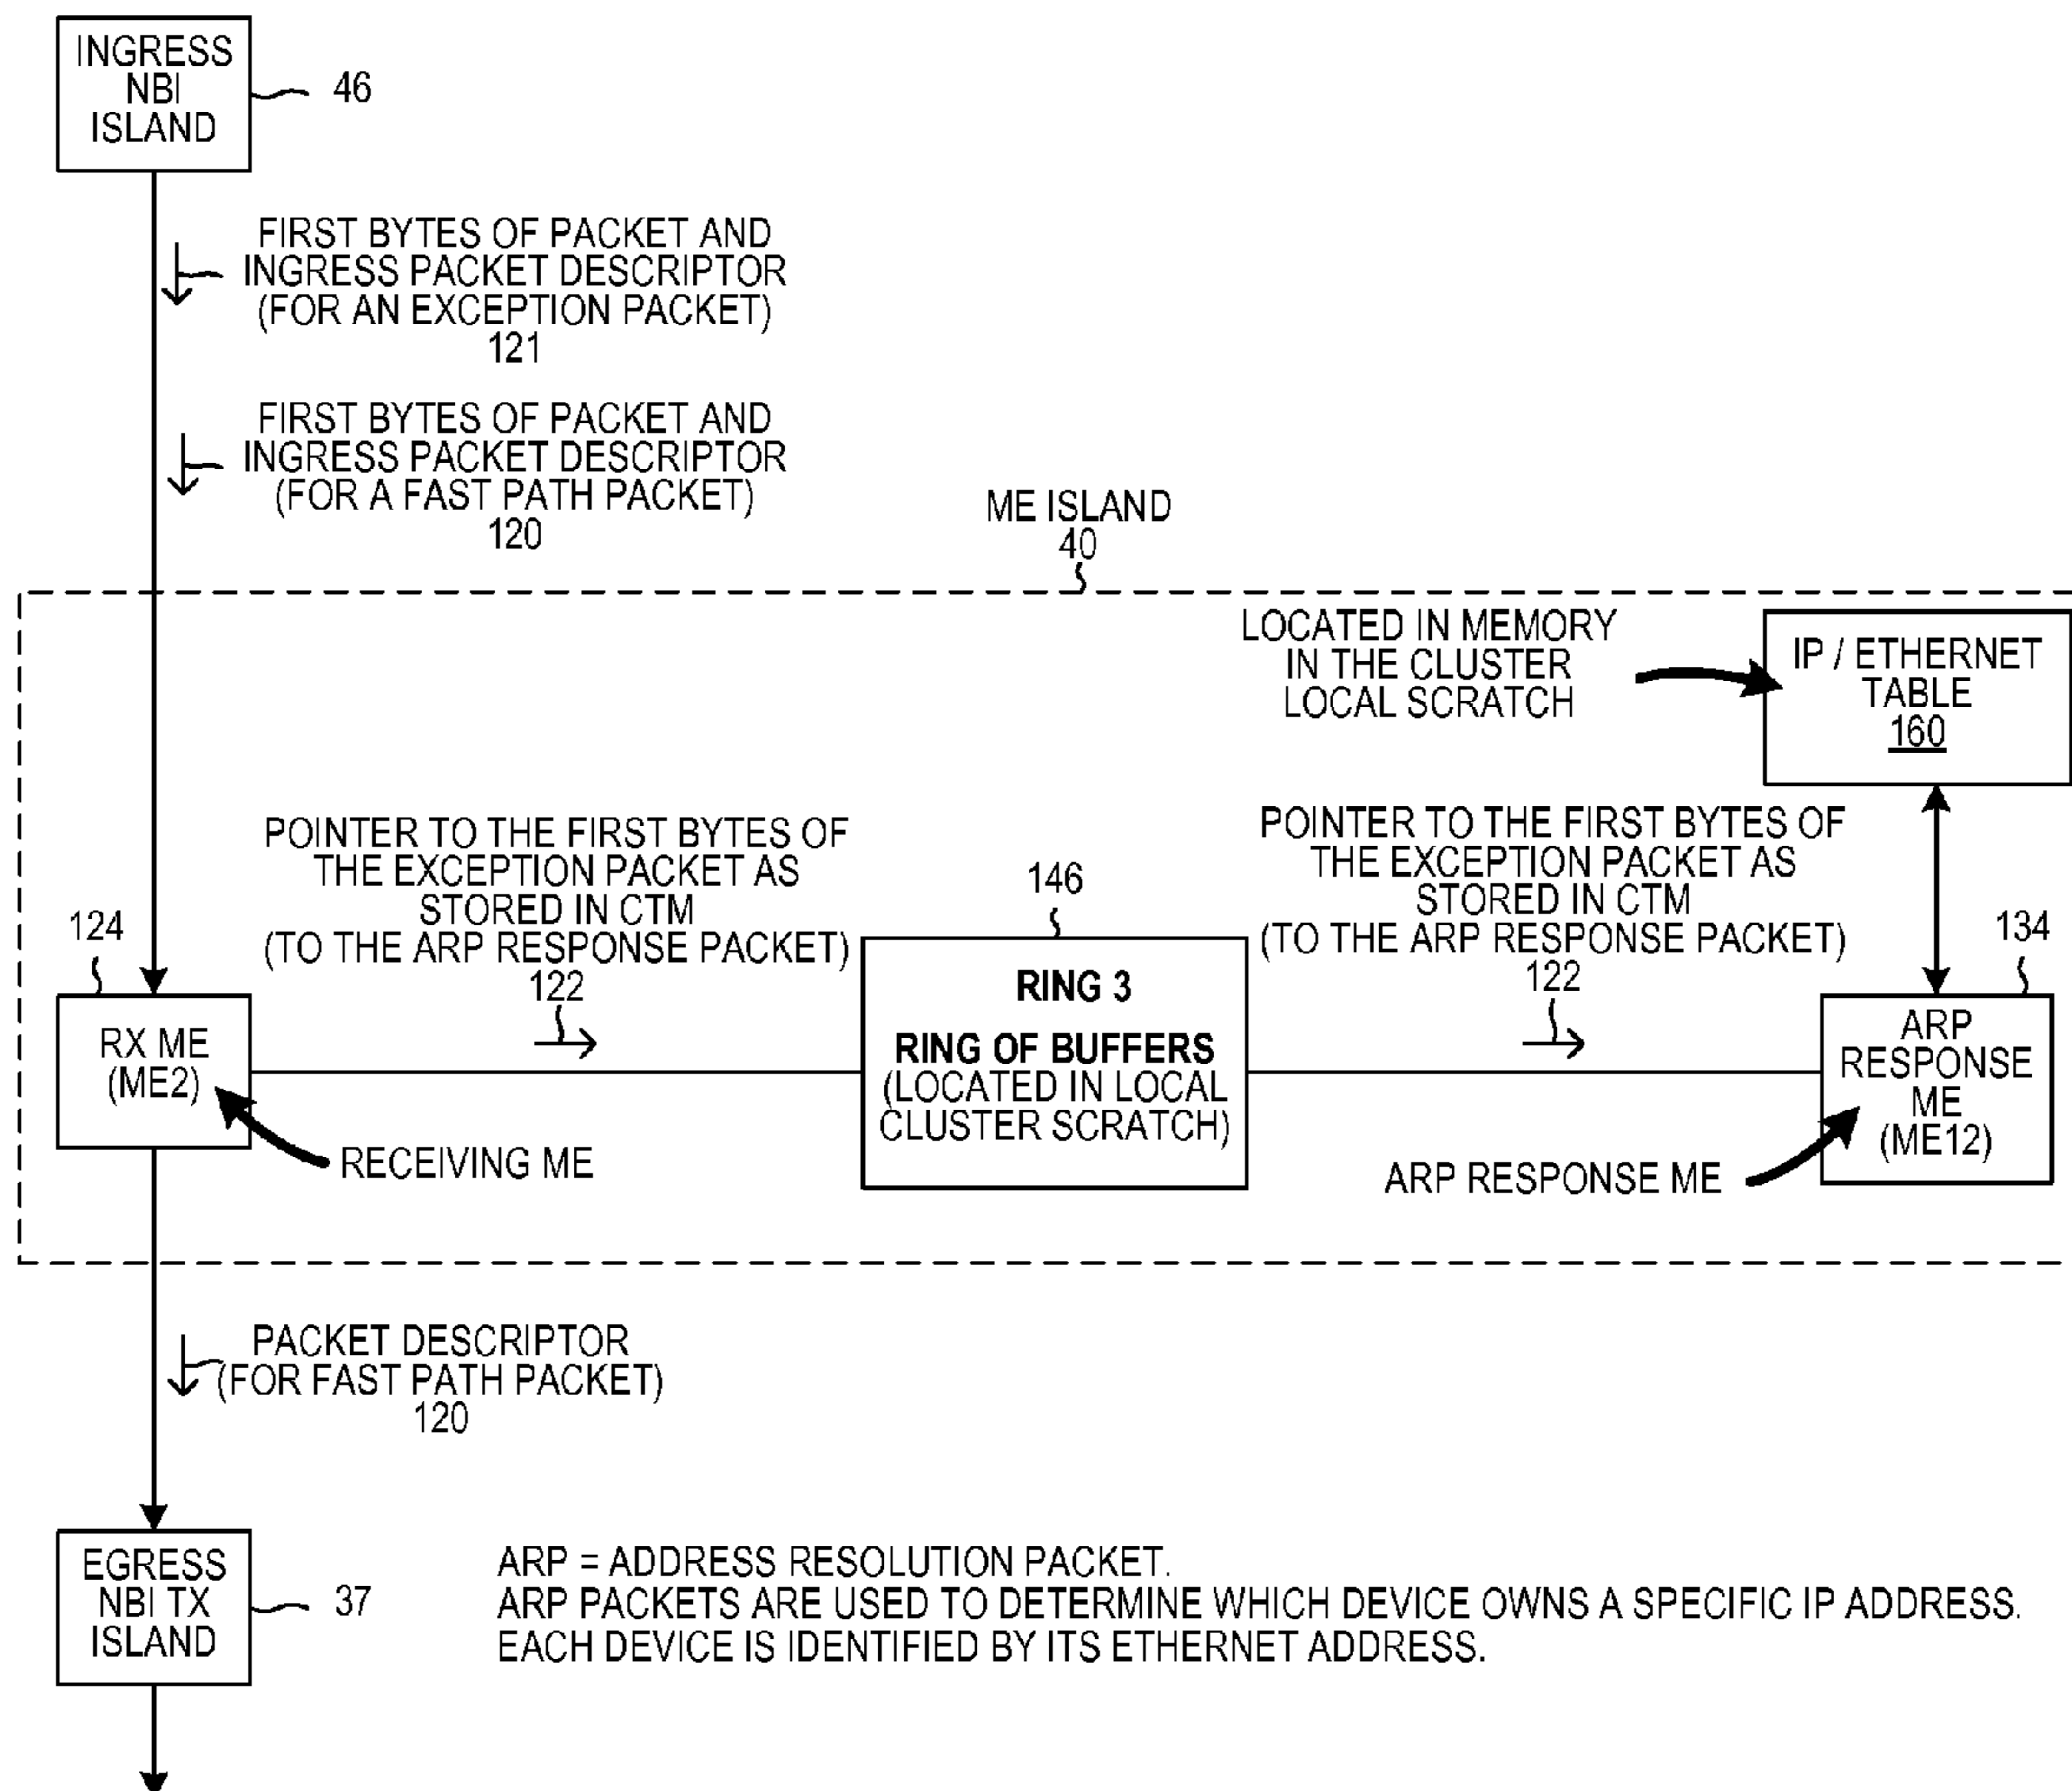 INGRESS
NBI
ISLAND
46
FIRST BYTES OF PACKET AND
INGRESS PACKET DESCRIPTOR
(FOR AN EXCEPTION PACKET)
121
FIRST BYTES OF PACKET AND
INGRESS PACKET DESCRIPTOR
(FOR A FAST PATH PACKET)
120
ME ISLAND
40
LOCATED IN MEMORY
IN THE CLUSTER
LOCAL SCRATCH
IP / ETHERNET
TABLE
160
POINTER TO THE FIRST BYTES OF
THE EXCEPTION PACKET AS
STORED IN CTM
(TO THE ARP RESPONSE PACKET)
122
POINTER TO THE FIRST BYTES OF
THE EXCEPTION PACKET AS
STORED IN CTM
(TO THE ARP RESPONSE PACKET)
122
124
RX ME
(ME2)
RECEIVING ME
146
RING 3
RING OF BUFFERS
(LOCATED IN LOCAL
CLUSTER SCRATCH)
134
ARP
RESPONSE
ME
(ME12)
ARP RESPONSE ME
PACKET DESCRIPTOR
(FOR FAST PATH PACKET)
120
EGRESS
NBI TX
ISLAND
37
ARP = ADDRESS RESOLUTION PACKET.
ARP PACKETS ARE USED TO DETERMINE WHICH DEVICE OWNS A SPECIFIC IP ADDRESS.
EACH DEVICE IS IDENTIFIED BY ITS ETHERNET ADDRESS.